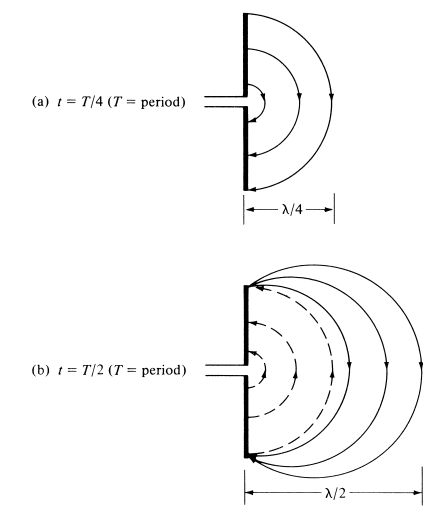 (a) t = T/4 (T = period)
λ/4
(b) t = T/2 (T = period)
λ/2